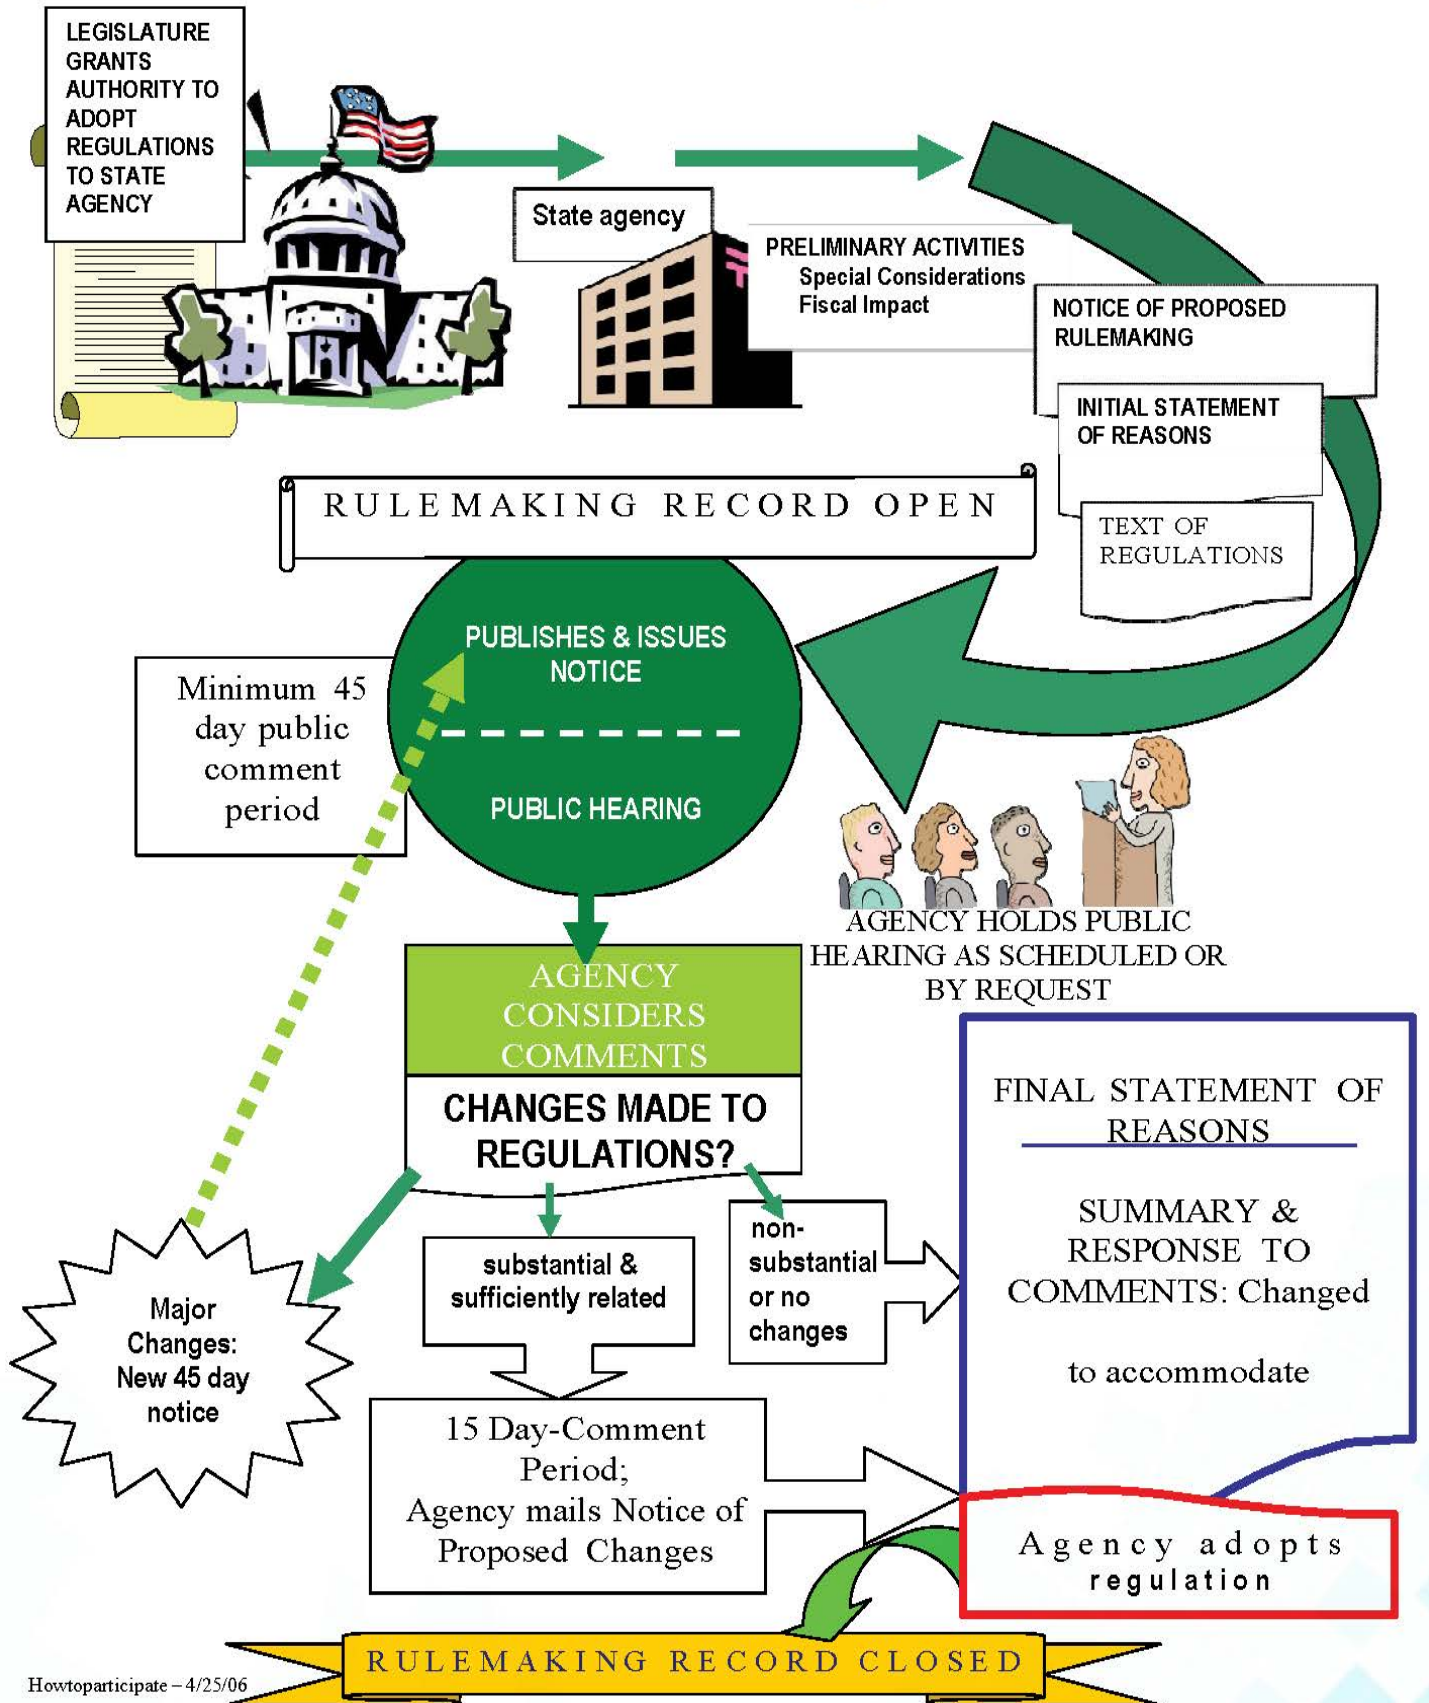 LEGISLATURE
GRANTS
AUTHORITY TO
ADOPT
REGULATIONS
TO STATE
AGENCY
State agency
PRELIMINARY ACTIVITIES
Special Considerations
Fiscal Impact
NOTICE OF PROPOSED
RULEMAKING
INITIAL STATEMENT
OF REASONS
TEXT OF
REGULATIONS
RULEMAKING RECORD OPEN
PUBLISHES & ISSUES
NOTICE
PUBLIC HEARING
Minimum 45
day public
comment
period
AGENCY HOLDS PUBLIC
HEARING AS SCHEDULED OR
BY REQUEST
AGENCY
CONSIDERS
COMMENTS
CHANGES MADE TO
REGULATIONS?
Major
Changes:
New 45 day
notice
substantial &
sufficiently related
non-
substantial
or no
changes
15 Day-Comment
Period;
Agency mails Notice of
Proposed Changes
FINAL STATEMENT OF
REASONS
SUMMARY &
RESPONSE TO
COMMENTS: Changed
to accommodate
Agency adopts
regulation
RULEMAKING RECORD CLOSED
Howtoparticipate – 4/25/06